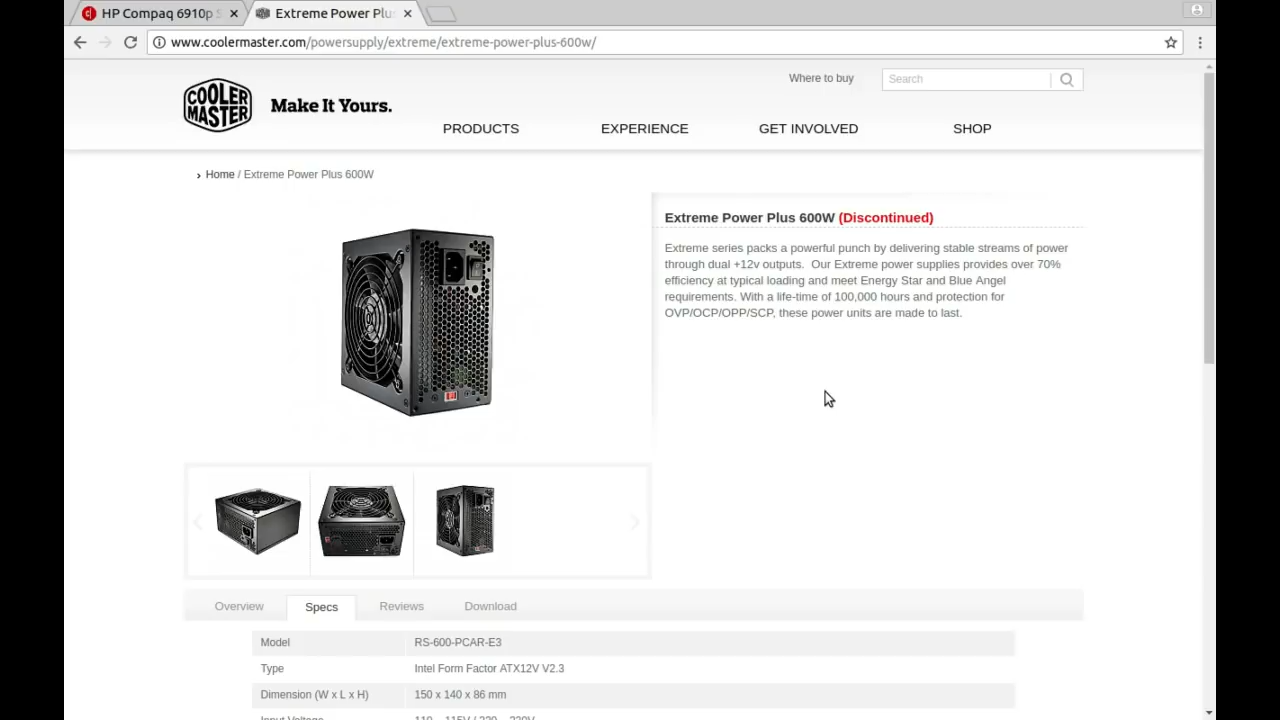 HP Compaq 6910p S
Extreme Power Plu
www.coolermaster.com/powersupply/extreme/extreme-power-plus-600w/
Where to buy
Search
COOLER
MASTER
Make It Yours.
PRODUCTS
EXPERIENCE
GET INVOLVED
SHOP
› Home / Extreme Power Plus 600W
Extreme Power Plus 600W (Discontinued)
Extreme series packs a powerful punch by delivering stable streams of power
through dual +12v outputs. Our Extreme power supplies provides over 70%
efficiency at typical loading and meet Energy Star and Blue Angel
requirements. With a life-time of 100,000 hours and protection for
OVP/OCP/OPP/SCP, these power units are made to last.
Overview
Specs
Reviews
Download
Model RS-600-PCAR-E3
Type Intel Form Factor ATX12V V2.3
Dimension (W x L x H) 150 x 140 x 86 mm